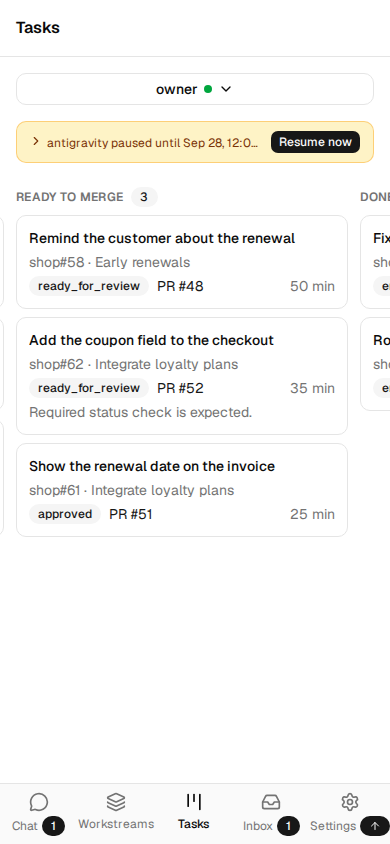 Tasks
owner
antigravity paused until Sep 28, 12:0… Resume now
READY TO MERGE 3
DONE
Remind the customer about the renewal
shop#58 · Early renewals
ready_for_review PR #48 50 min
Add the coupon field to the checkout
shop#62 · Integrate loyalty plans
ready_for_review PR #52 35 min
Required status check is expected.
Show the renewal date on the invoice
shop#61 · Integrate loyalty plans
approved PR #51 25 min
Chat 1 Workstreams Tasks Inbox 1 Settings